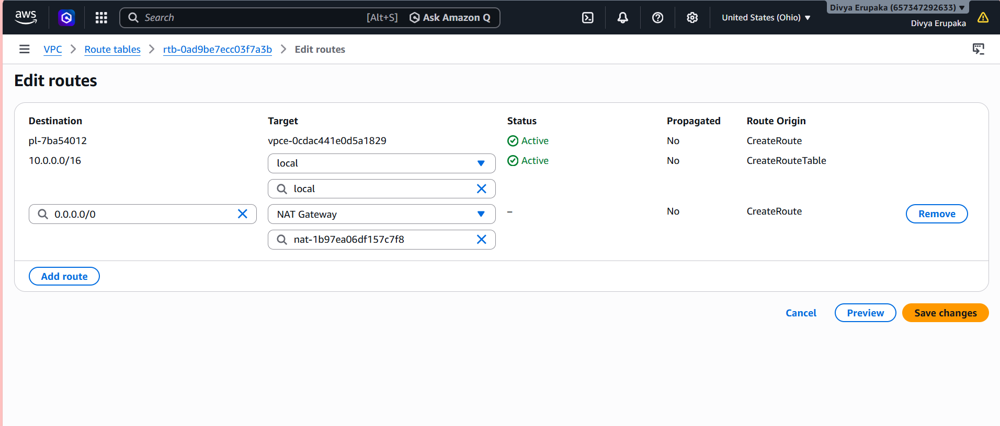 aws
Search [Alt+S] Ask Amazon Q
United States (Ohio)
Divya Erupaka (657347292633)
Divya Erupaka
VPC
Route tables
rtb-0ad9be7ecc03f7a3b
Edit routes
Edit routes
Destination Target Status Propagated Route Origin
pl-7ba54012 vpce-0cdac441e0d5a1829 Active No CreateRoute
10.0.0.0/16 local Active No CreateRouteTable
local
0.0.0.0/0 NAT Gateway – No CreateRoute Remove
nat-1b97ea06df157c7f8
Add route
Cancel Preview Save changes